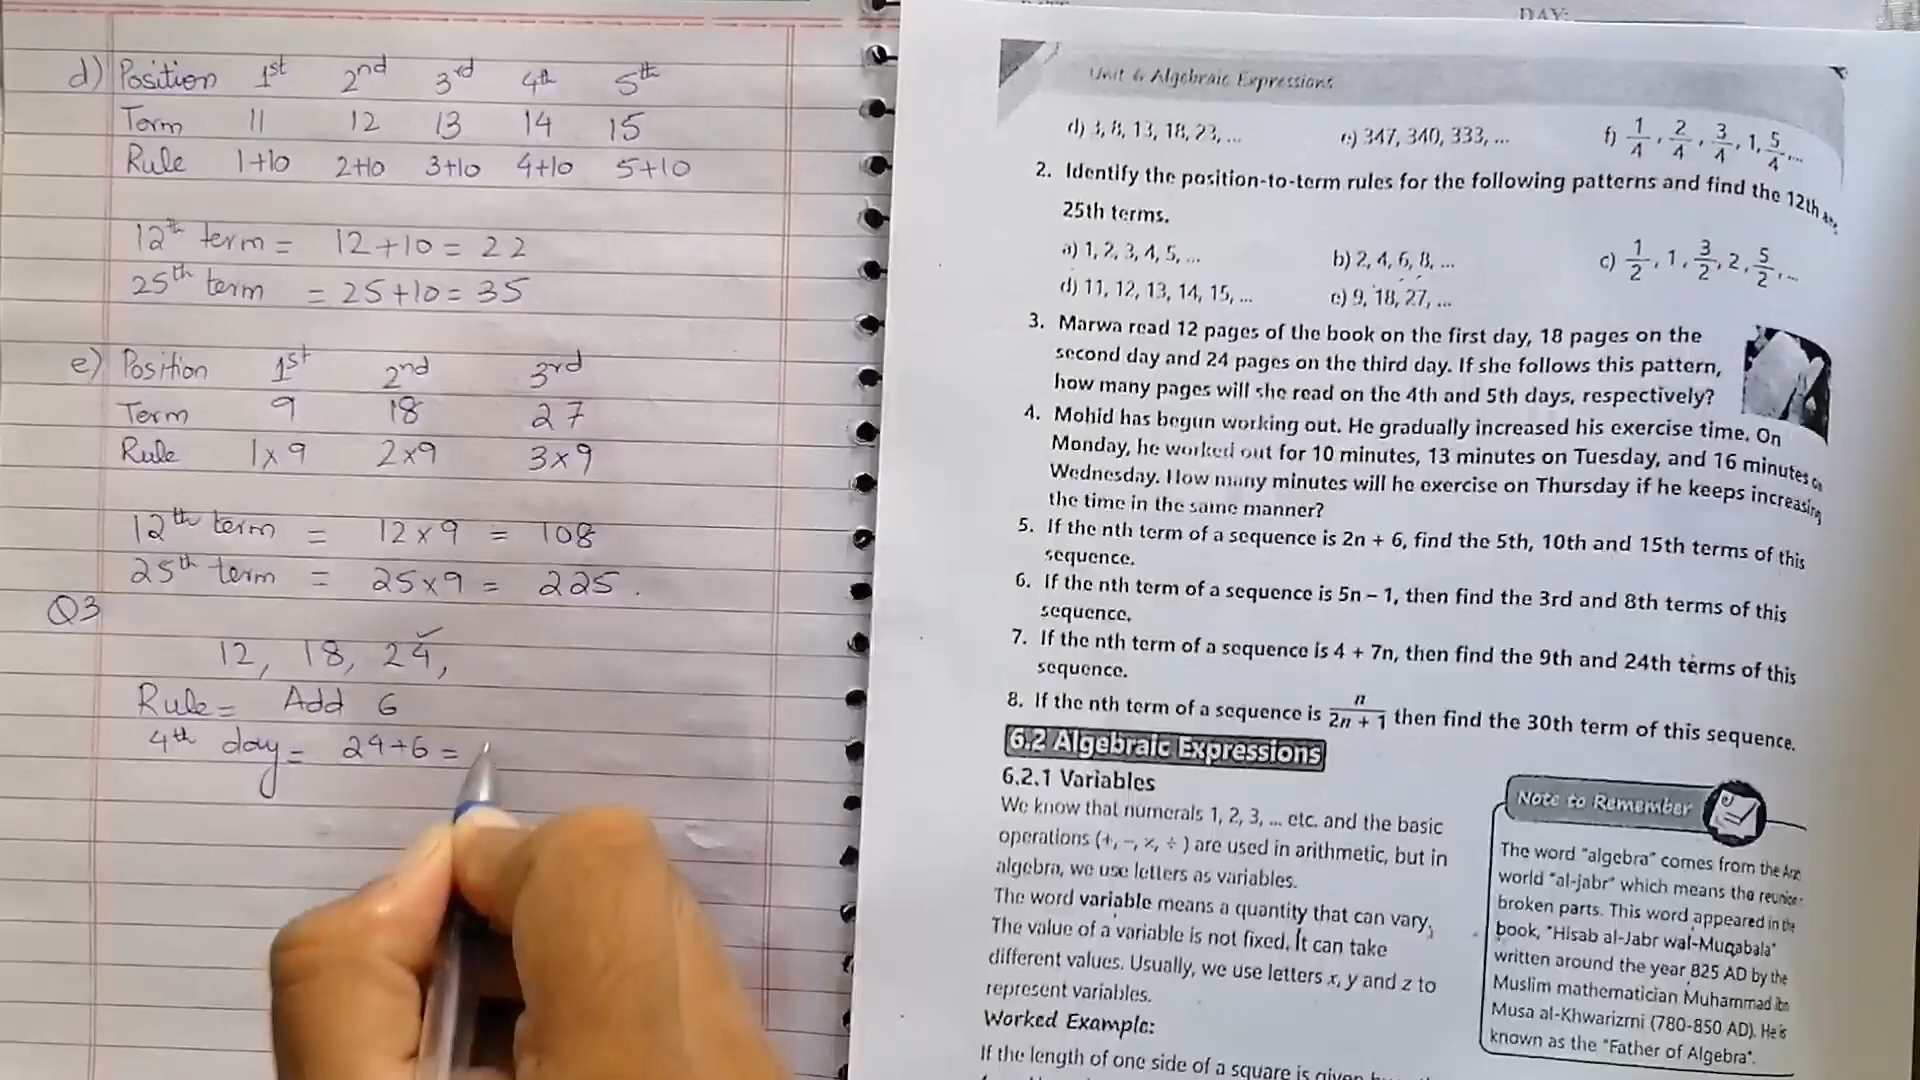 d) Position 1st 2nd 3rd 4th 5th
Term 11 12 13 14 15
Rule 1+10 2+10 3+10 4+10 5+10
12th term = 12+10 = 22
25th term = 25+10 = 35
e) Position 1st 2nd 3rd
Term 9 18 27
Rule 1×9 2×9 3×9
12th term = 12×9 = 108
25th term = 25×9 = 225.
Q3
12, 18, 24,
Rule = Add 6
4th day = 24+6 =
DAY:
Unit 6 Algebraic Expressions
d) 3, 8, 13, 18, 23, ... e) 347, 340, 333, ... f) 1/4, 2/4, 3/4, 1, 5/4, ...
2. Identify the position-to-term rules for the following patterns and find the 12th
25th terms.
a) 1, 2, 3, 4, 5, ... b) 2, 4, 6, 8, ... c) 1/2, 1, 3/2, 2, 5/2, ...
d) 11, 12, 13, 14, 15, ... e) 9, 18, 27, ...
3. Marwa read 12 pages of the book on the first day, 18 pages on the
second day and 24 pages on the third day. If she follows this pattern,
how many pages will she read on the 4th and 5th days, respectively?
4. Mohid has begun working out. He gradually increased his exercise time. On
Monday, he worked out for 10 minutes, 13 minutes on Tuesday, and 16 minutes
Wednesday. How many minutes will he exercise on Thursday if he keeps increasing
the time in the same manner?
5. If the nth term of a sequence is 2n + 6, find the 5th, 10th and 15th terms of this
sequence.
6. If the nth term of a sequence is 5n – 1, then find the 3rd and 8th terms of this
sequence.
7. If the nth term of a sequence is 4 + 7n, then find the 9th and 24th terms of this
sequence.
8. If the nth term of a sequence is n/(2n + 1) then find the 30th term of this sequence.
6.2 Algebraic Expressions
6.2.1 Variables
We know that numerals 1, 2, 3, ... etc. and the basic
operations (+, –, ×, ÷ ) are used in arithmetic, but in
algebra, we use letters as variables.
The word variable means a quantity that can vary.
The value of a variable is not fixed. It can take
different values. Usually, we use letters x, y and z to
represent variables.
Worked Example:
If the length of one side of a square is given
Note to Remember
The word "algebra" comes from the
world "al-jabr" which means the reunion
broken parts. This word appeared in the
book, "Hisab al-Jabr wal-Muqabala"
written around the year 825 AD by the
Muslim mathematician Muhammad ibn
Musa al-Khwarizmi (780-850 AD). He is
known as the "Father of Algebra".